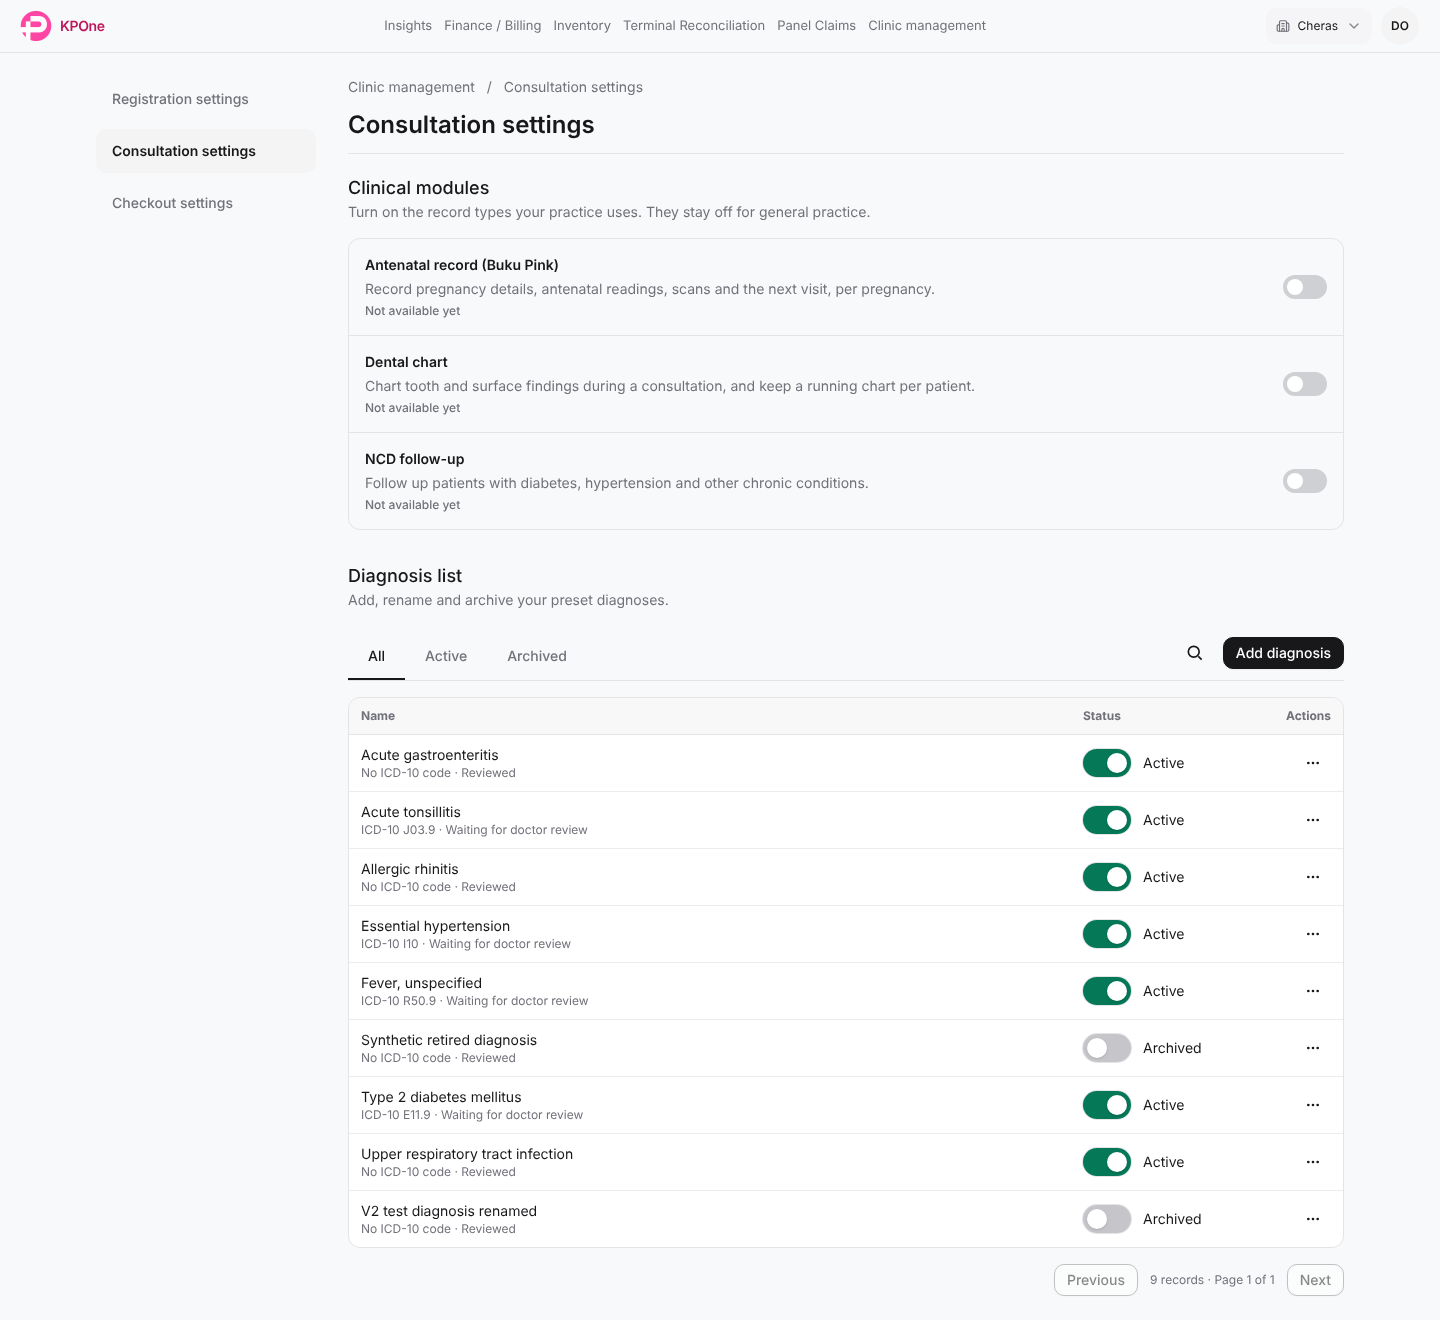 KPOne
Insights
Finance / Billing
Inventory
Terminal Reconciliation
Panel Claims
Clinic management
Cheras
DO
Registration settings
Consultation settings
Checkout settings
Clinic management / Consultation settings
Consultation settings
Clinical modules
Turn on the record types your practice uses. They stay off for general practice.
Antenatal record (Buku Pink)
Record pregnancy details, antenatal readings, scans and the next visit, per pregnancy.
Not available yet
Dental chart
Chart tooth and surface findings during a consultation, and keep a running chart per patient.
Not available yet
NCD follow-up
Follow up patients with diabetes, hypertension and other chronic conditions.
Not available yet
Diagnosis list
Add, rename and archive your preset diagnoses.
All
Active
Archived
Add diagnosis
Name Status Actions
Acute gastroenteritis
No ICD-10 code · Reviewed
Active
Acute tonsillitis
ICD-10 J03.9 · Waiting for doctor review
Active
Allergic rhinitis
No ICD-10 code · Reviewed
Active
Essential hypertension
ICD-10 I10 · Waiting for doctor review
Active
Fever, unspecified
ICD-10 R50.9 · Waiting for doctor review
Active
Synthetic retired diagnosis
No ICD-10 code · Reviewed
Archived
Type 2 diabetes mellitus
ICD-10 E11.9 · Waiting for doctor review
Active
Upper respiratory tract infection
No ICD-10 code · Reviewed
Active
V2 test diagnosis renamed
No ICD-10 code · Reviewed
Archived
Previous
9 records · Page 1 of 1
Next